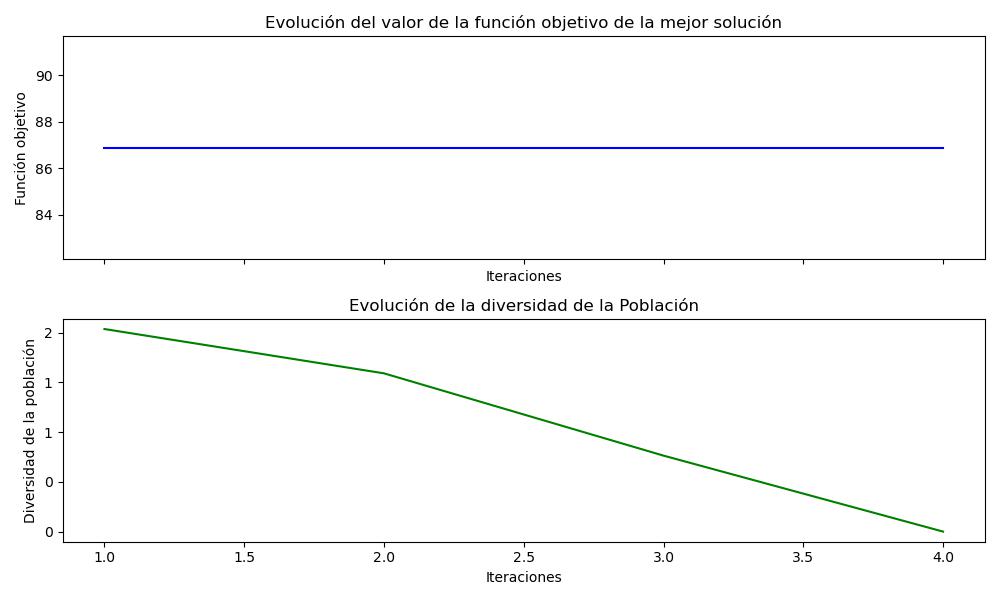 Evolución del valor de la función objetivo de la mejor solución
Función objetivo
90
88
86
84
Iteraciones
Evolución de la diversidad de la Población
Diversidad de la población
2
1
1
0
0
1.0 1.5 2.0 2.5 3.0 3.5 4.0
Iteraciones